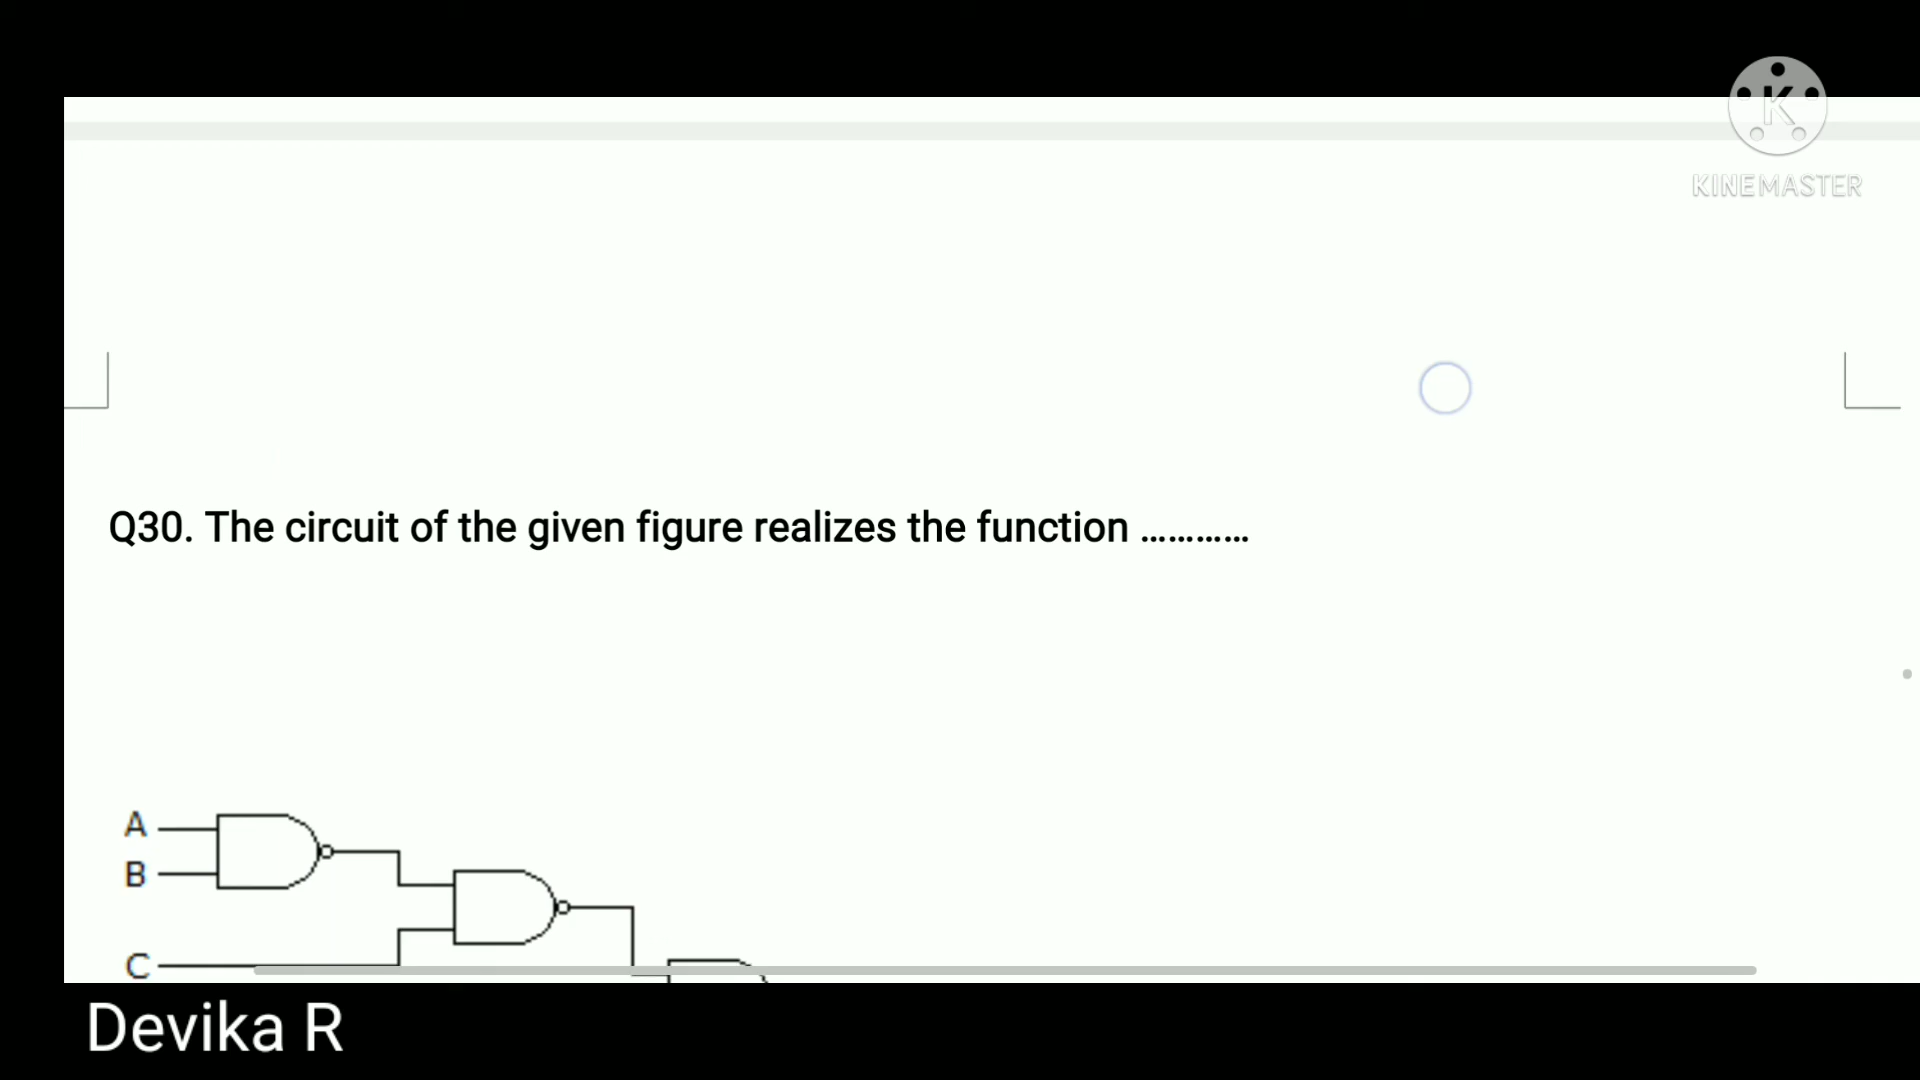 K
KINEMASTER
Q30. The circuit of the given figure realizes the function ............
A
B
C
Devika R